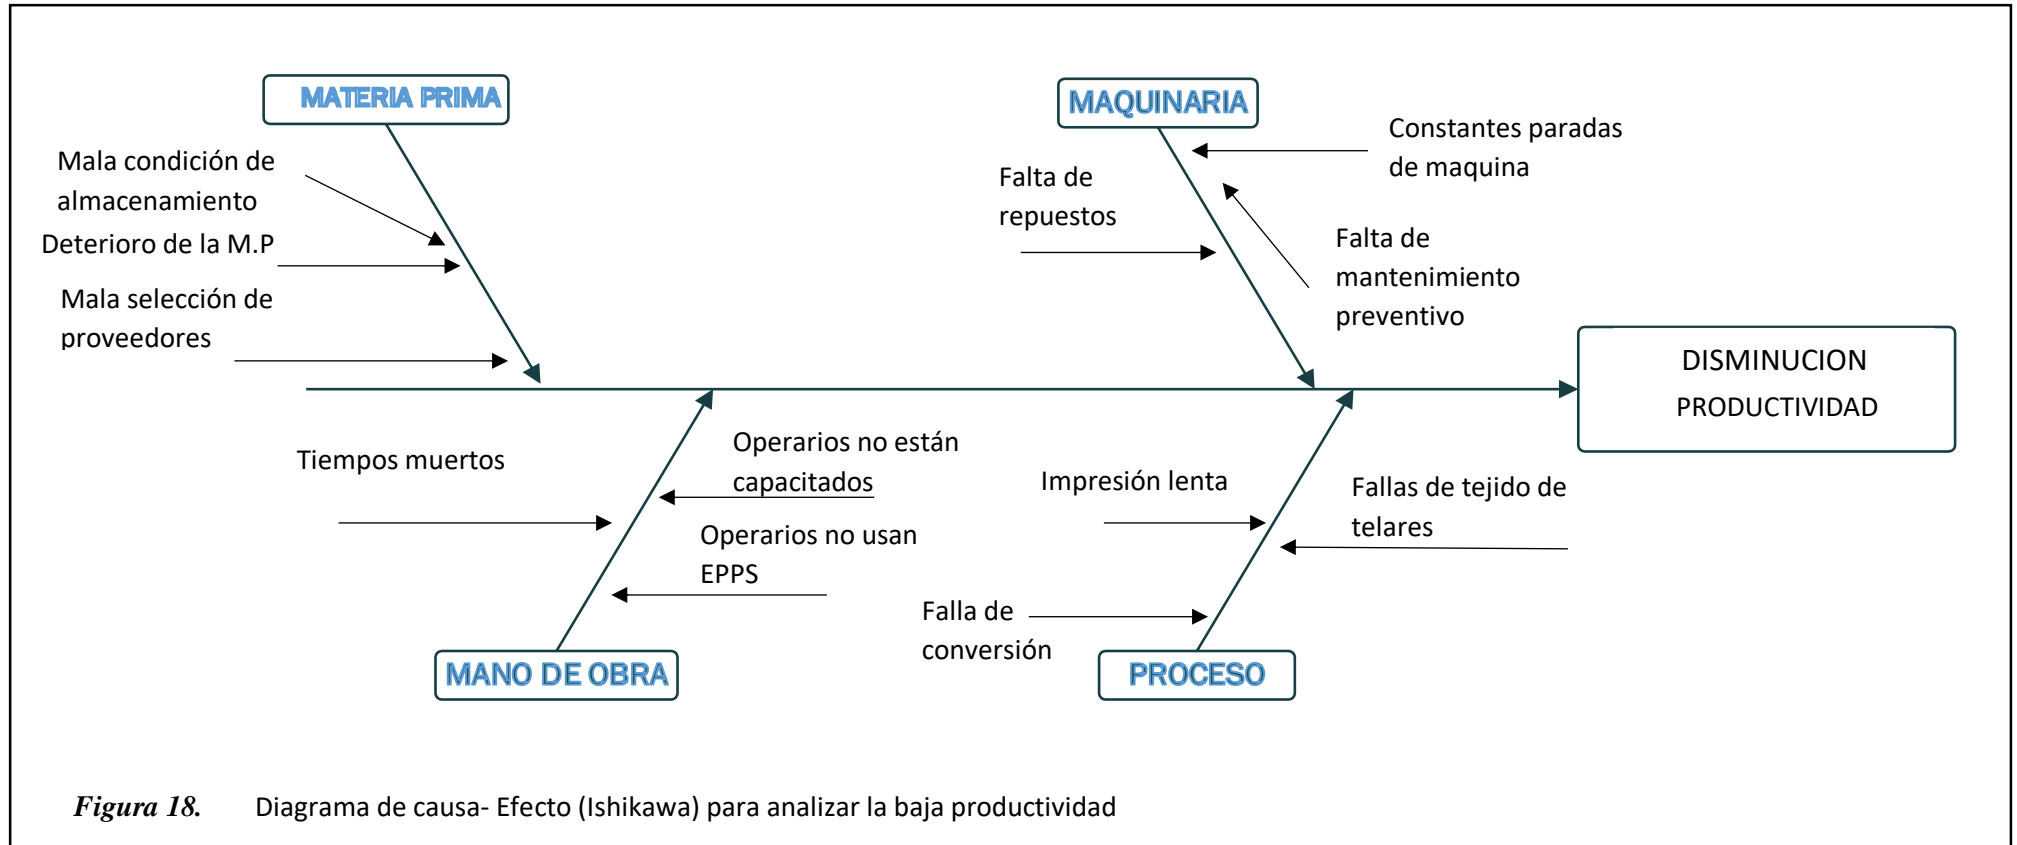 MATERIA PRIMA
Mala condición de
almacenamiento
Deterioro de la M.P
Mala selección de
proveedores
MAQUINARIA
Constantes paradas
de maquina
Falta de
repuestos
Falta de
mantenimiento
preventivo
DISMINUCION
PRODUCTIVIDAD
Tiempos muertos
Operarios no están
capacitados
Operarios no usan
EPPS
MANO DE OBRA
Impresión lenta
Fallas de tejido de
telares
Falla de
conversión
PROCESO
Figura 18. Diagrama de causa- Efecto (Ishikawa) para analizar la baja productividad